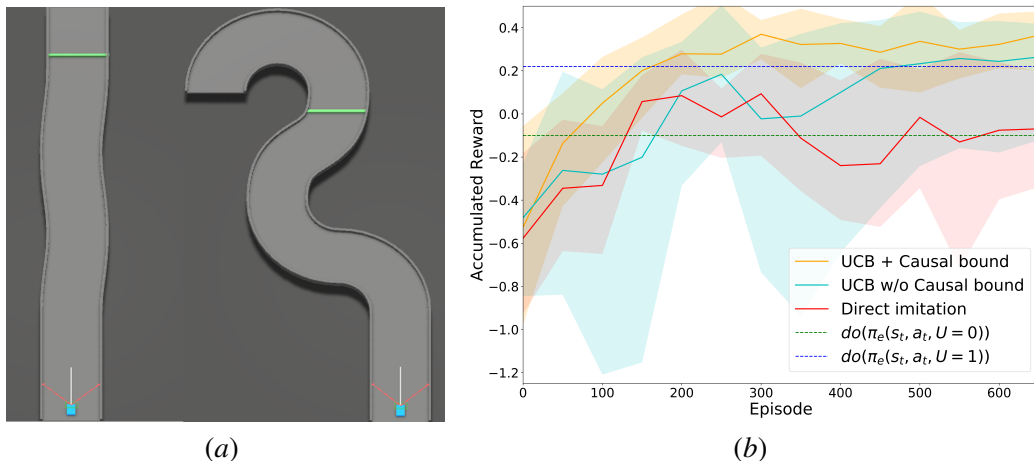 0.4
0.2
0.0
−0.2
−0.4
−0.6
−0.8
−1.0
−1.2
Accumulated Reward
UCB + Causal bound
UCB w/o Causal bound
Direct imitation
do(πₑ(sₜ, aₜ, U = 0))
do(πₑ(sₜ, aₜ, U = 1))
0 100 200 300 400 500 600
Episode
(a) (b)